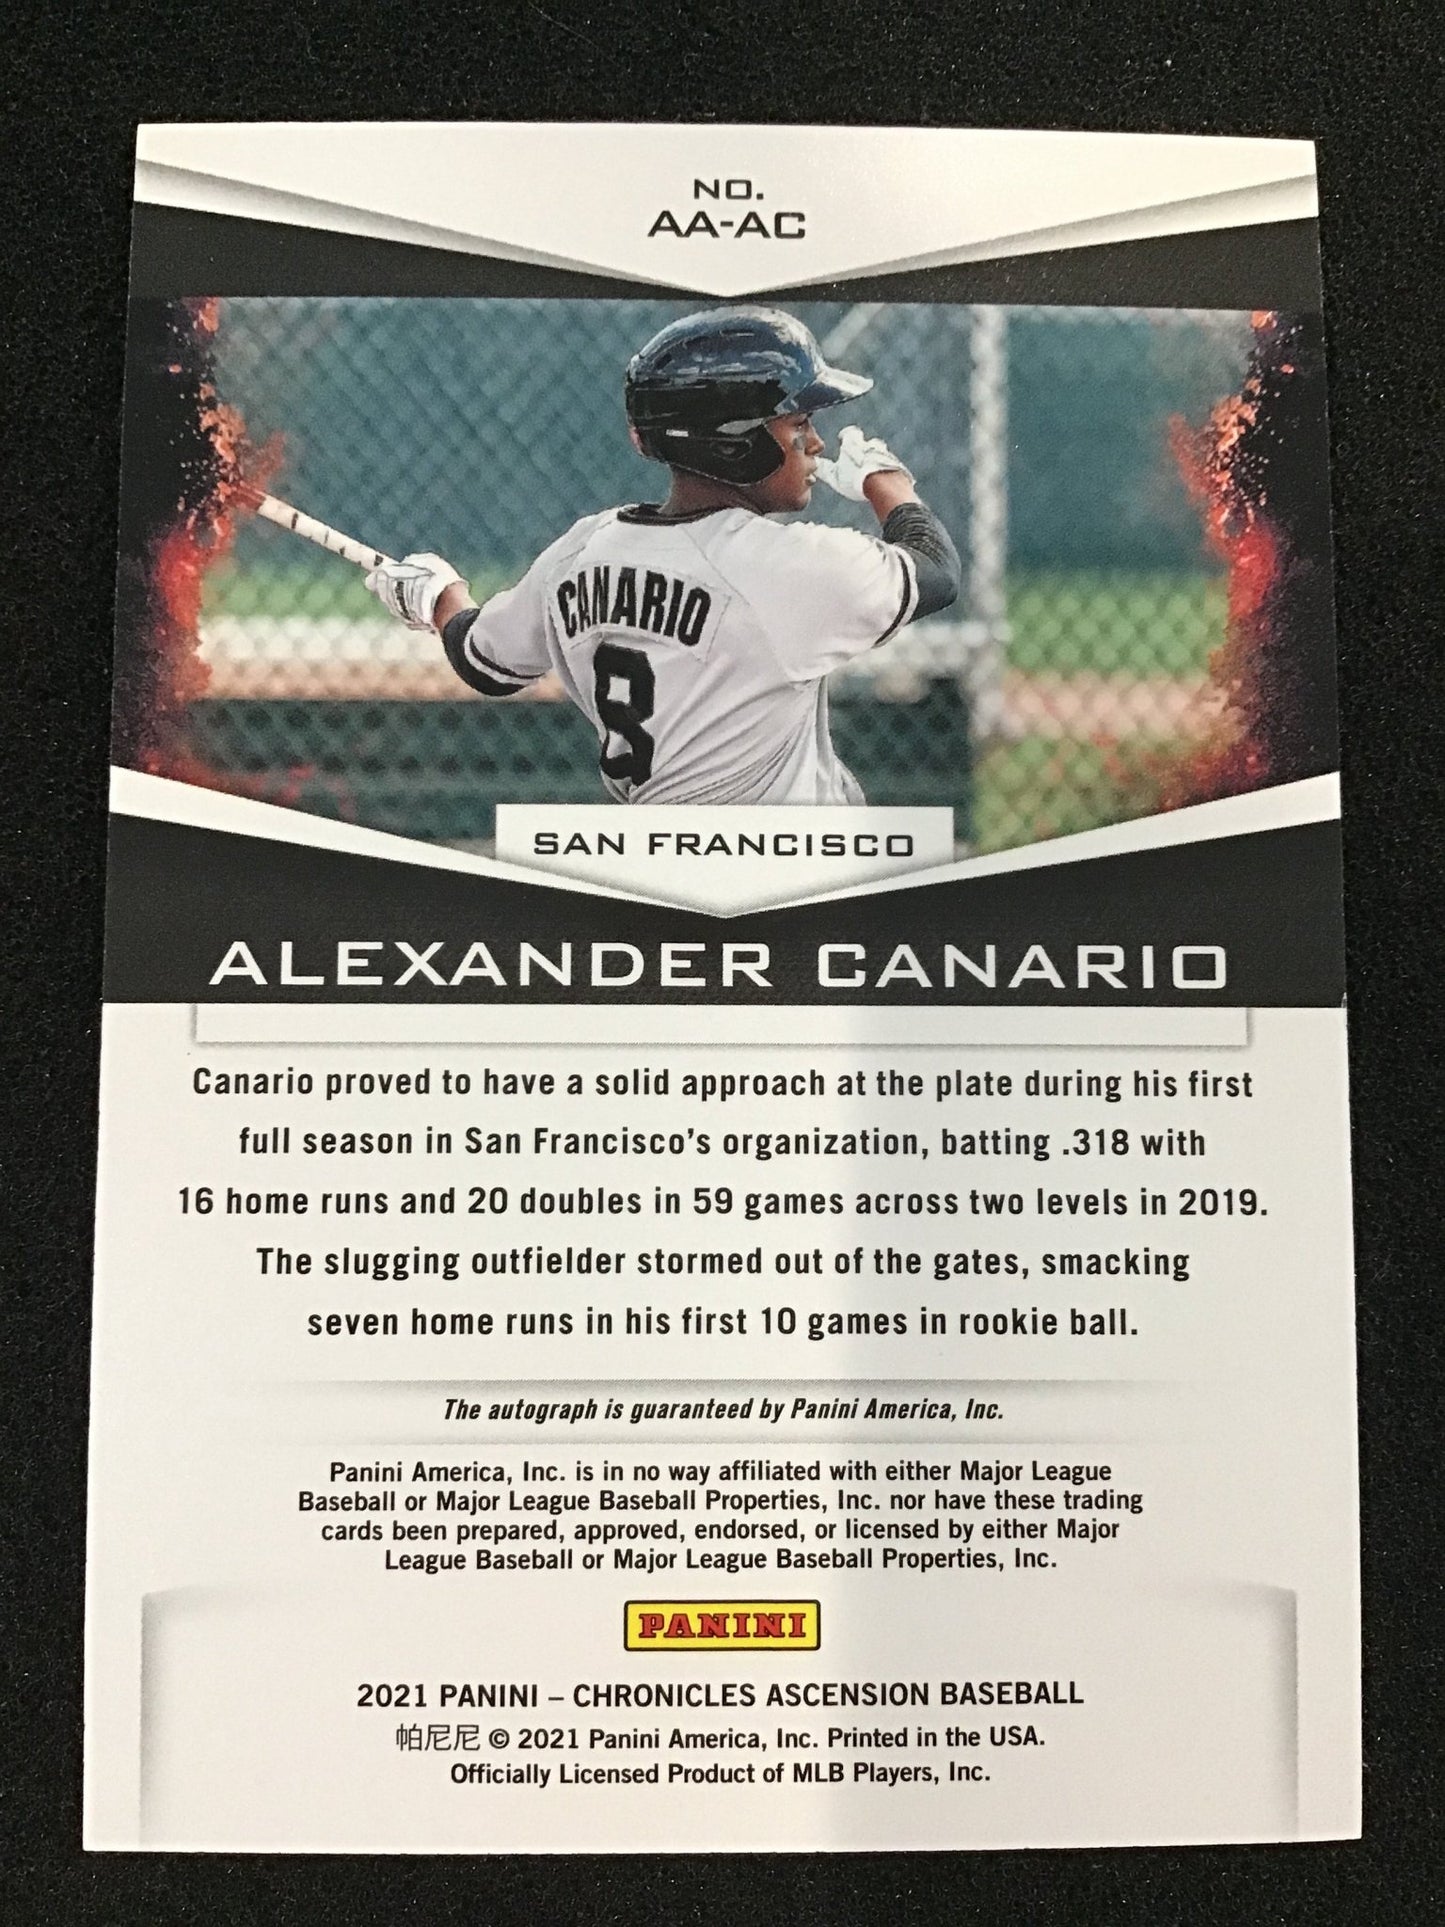 NO.
AA-AC
CANARIO
8
SAN FRANCISCO
ALEXANDER CANARIO
Canario proved to have a solid approach at the plate during his first
full season in San Francisco's organization, batting .318 with
16 home runs and 20 doubles in 59 games across two levels in 2019.
The slugging outfielder stormed out of the gates, smacking
seven home runs in his first 10 games in rookie ball.
The autograph is guaranteed by Panini America, Inc.
Panini America, Inc. is in no way affiliated with either Major League
Baseball or Major League Baseball Properties, Inc. nor have these trading
cards been prepared, approved, endorsed, or licensed by either Major
League Baseball or Major League Baseball Properties, Inc.
PANINI
2021 PANINI – CHRONICLES ASCENSION BASEBALL
帕尼尼 © 2021 Panini America, Inc. Printed in the USA.
Officially Licensed Product of MLB Players, Inc.